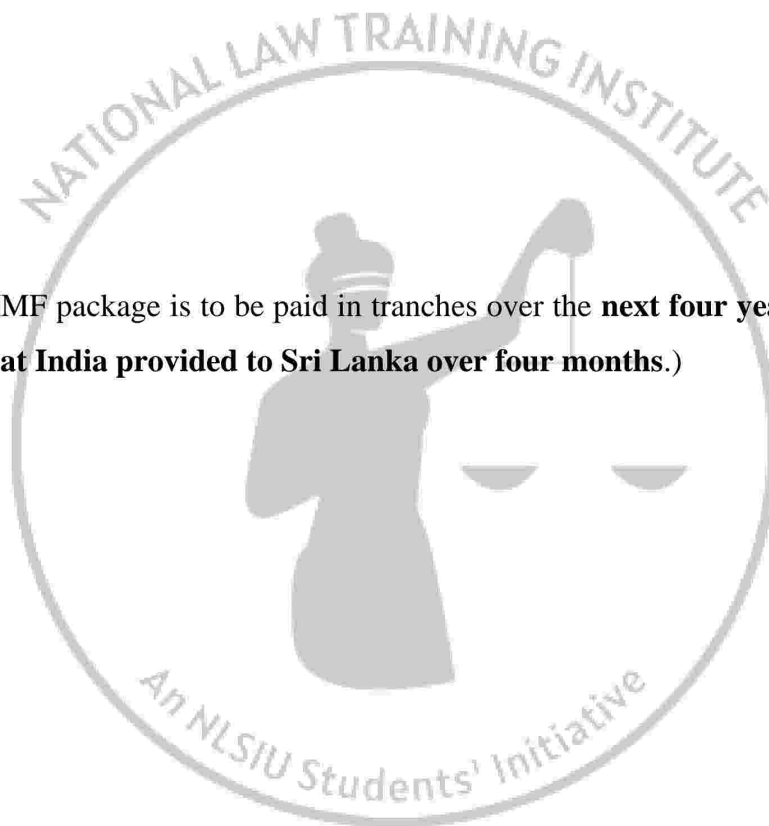 NATIONAL LAW TRAINING INSTITUTE
MF package is to be paid in tranches over the next four yea
at India provided to Sri Lanka over four months.)
An NLSIU Students' Initiative